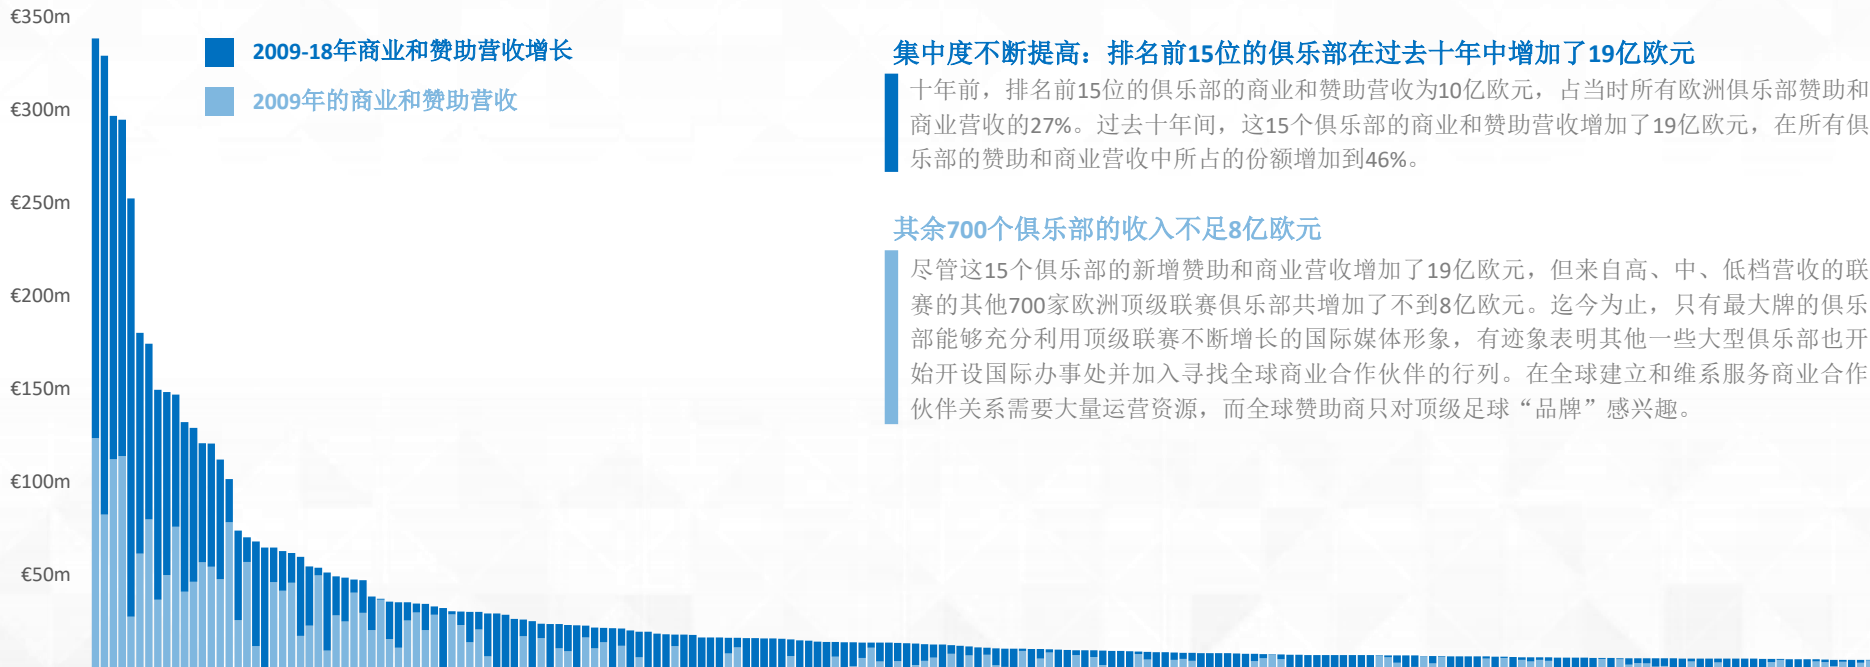 €350m
€300m
€250m
€200m
€150m
€100m
€50m
2009-18年商业和赞助营收增长
2009年的商业和赞助营收
集中度不断提高：排名前15位的俱乐部在过去十年中增加了19亿欧元
十年前，排名前15位的俱乐部的商业和赞助营收为10亿欧元，占当时所有欧洲俱乐部赞助和
商业营收的27%。过去十年间，这15个俱乐部的商业和赞助营收增加了19亿欧元，在所有俱
乐部的赞助和商业营收中所占的份额增加到46%。
其余700个俱乐部的收入不足8亿欧元
尽管这15个俱乐部的新增赞助和商业营收增加了19亿欧元，但来自高、中、低档营收的联
赛的其他700家欧洲顶级联赛俱乐部共增加了不到8亿欧元。迄今为止，只有最大牌的俱乐
部能够充分利用顶级联赛不断增长的国际媒体形象，有迹象表明其他一些大型俱乐部也开
始开设国际办事处并加入寻找全球商业合作伙伴的行列。在全球建立和维系服务商业合作
伙伴关系需要大量运营资源，而全球赞助商只对顶级足球“品牌”感兴趣。